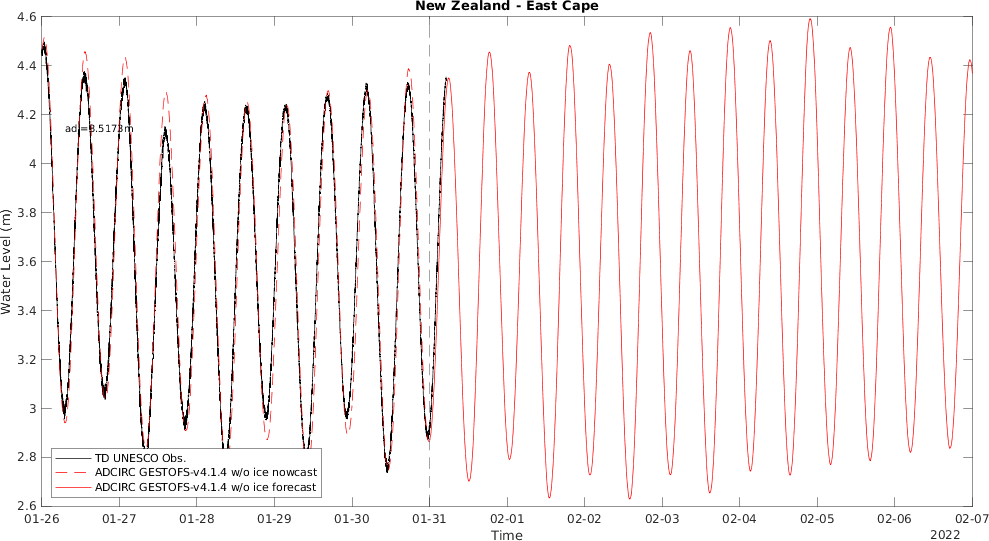 New Zealand - East Cape
4.6
4.4
4.2
4
3.8
3.6
3.4
3.2
3
2.8
2.6
Water Level (m)
adj=3.5173m
TD UNESCO Obs.
ADCIRC GESTOFS-v4.1.4 w/o ice nowcast
ADCIRC GESTOFS-v4.1.4 w/o ice forecast
01-26 01-27 01-28 01-29 01-30 01-31 02-01 02-02 02-03 02-04 02-05 02-06 02-07
Time
2022